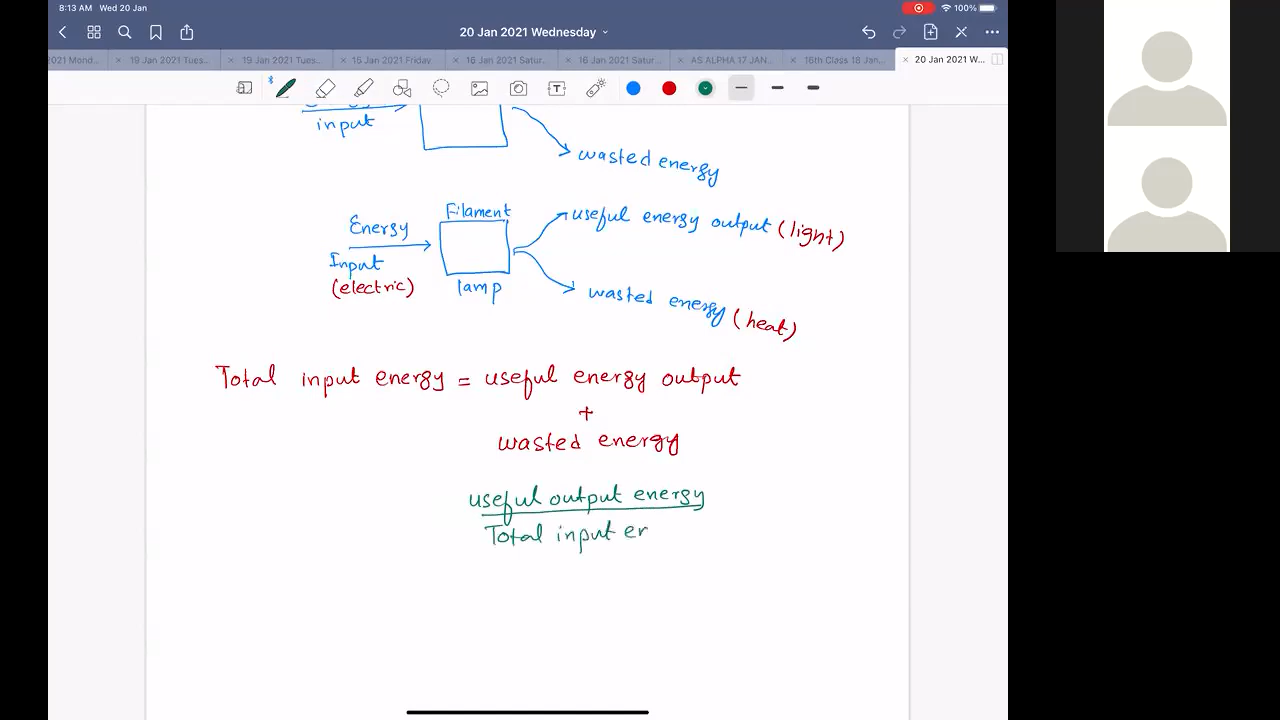 8:13 AM Wed 20 Jan
100%
20 Jan 2021 Wednesday
2021 Mond...
19 Jan 2021 Tues...
19 Jan 2021 Tues...
15 Jan 2021 Friday
16 Jan 2021 Satur...
16 Jan 2021 Satur...
AS ALPHA 17 JAN...
16th Class 18 Jan...
20 Jan 2021 W...
input
wasted energy
Filament
Energy
useful energy output (light)
Input
(electric)
lamp
wasted energy (heat)
Total input energy = useful energy output
+
wasted energy
useful output energy
Total input er